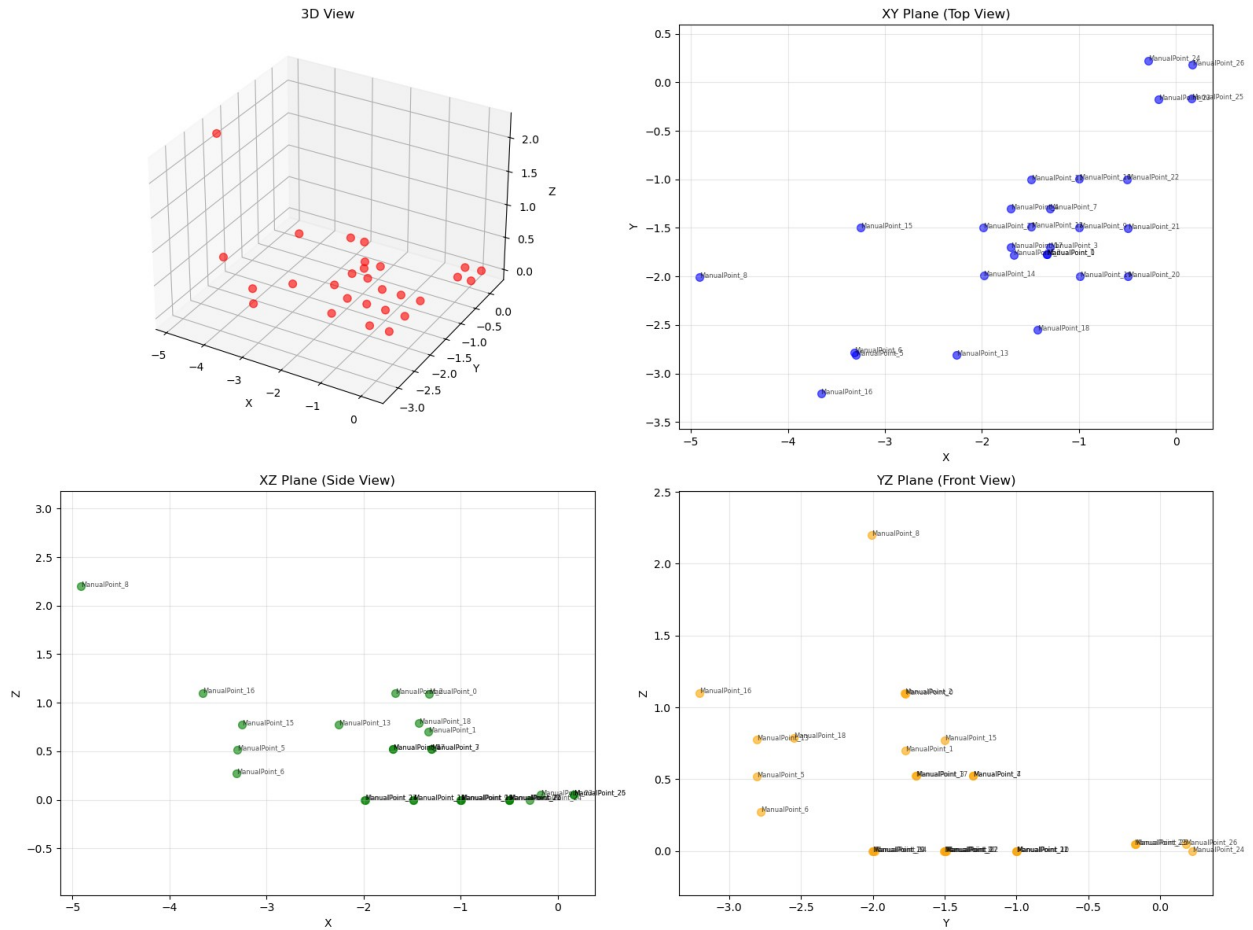 3D View
2.0
1.5
1.0
0.5
0.0
Z
−5
−4
−3
−2
−1
0
X
0.0
−0.5
−1.0
−1.5
−2.0
−2.5
−3.0
Y
XY Plane (Top View)
0.5
0.0
−0.5
−1.0
−1.5
−2.0
−2.5
−3.0
−3.5
Y
ManualPoint_24
ManualPoint_26
ManualPoint_25
ManualPoint_22
ManualPoint_7
ManualPoint_15
ManualPoint_21
ManualPoint_3
ManualPoint_8
ManualPoint_14
ManualPoint_20
ManualPoint_18
ManualPoint_6
ManualPoint_5
ManualPoint_13
ManualPoint_16
−5
−4
−3
−2
−1
0
X
XZ Plane (Side View)
3.0
2.5
2.0
1.5
1.0
0.5
0.0
−0.5
Z
ManualPoint_8
ManualPoint_16
ManualPoint_0
ManualPoint_15
ManualPoint_13
ManualPoint_18
ManualPoint_1
ManualPoint_5
ManualPoint_6
−5
−4
−3
−2
−1
0
X
YZ Plane (Front View)
2.5
2.0
1.5
1.0
0.5
0.0
Z
ManualPoint_8
ManualPoint_16
ManualPoint_18
ManualPoint_15
ManualPoint_1
ManualPoint_5
ManualPoint_6
ManualPoint_26
ManualPoint_24
−3.0
−2.5
−2.0
−1.5
−1.0
−0.5
0.0
Y